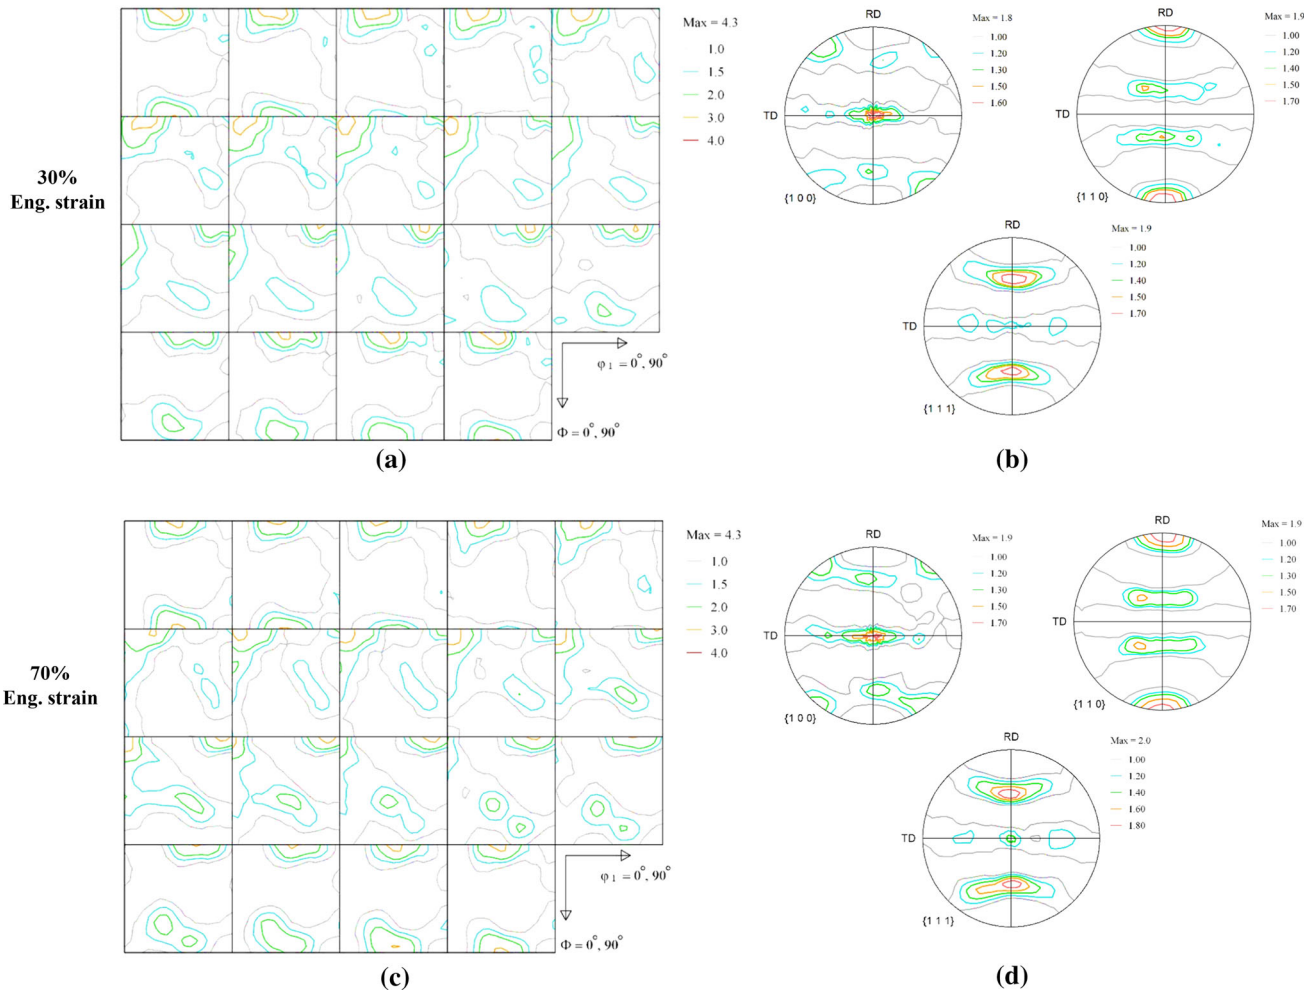 30%
Eng. strain
Max = 4.3
1.0
1.5
2.0
3.0
4.0
φ 1 = 0°, 90°
Φ = 0°, 90°
(a)
RD
TD
{1 0 0}
Max = 1.8
1.00
1.20
1.30
1.50
1.60
RD
TD
{1 1 0}
Max = 1.9
1.00
1.20
1.40
1.50
1.70
RD
TD
{1 1 1}
Max = 1.9
1.00
1.20
1.40
1.50
1.70
(b)
70%
Eng. strain
Max = 4.3
1.0
1.5
2.0
3.0
4.0
φ 1 = 0°, 90°
Φ = 0°, 90°
(c)
RD
TD
{1 0 0}
Max = 1.9
1.00
1.20
1.30
1.50
1.70
RD
TD
{1 1 0}
Max = 1.9
1.00
1.20
1.30
1.50
1.70
RD
TD
{1 1 1}
Max = 2.0
1.00
1.20
1.40
1.60
1.80
(d)